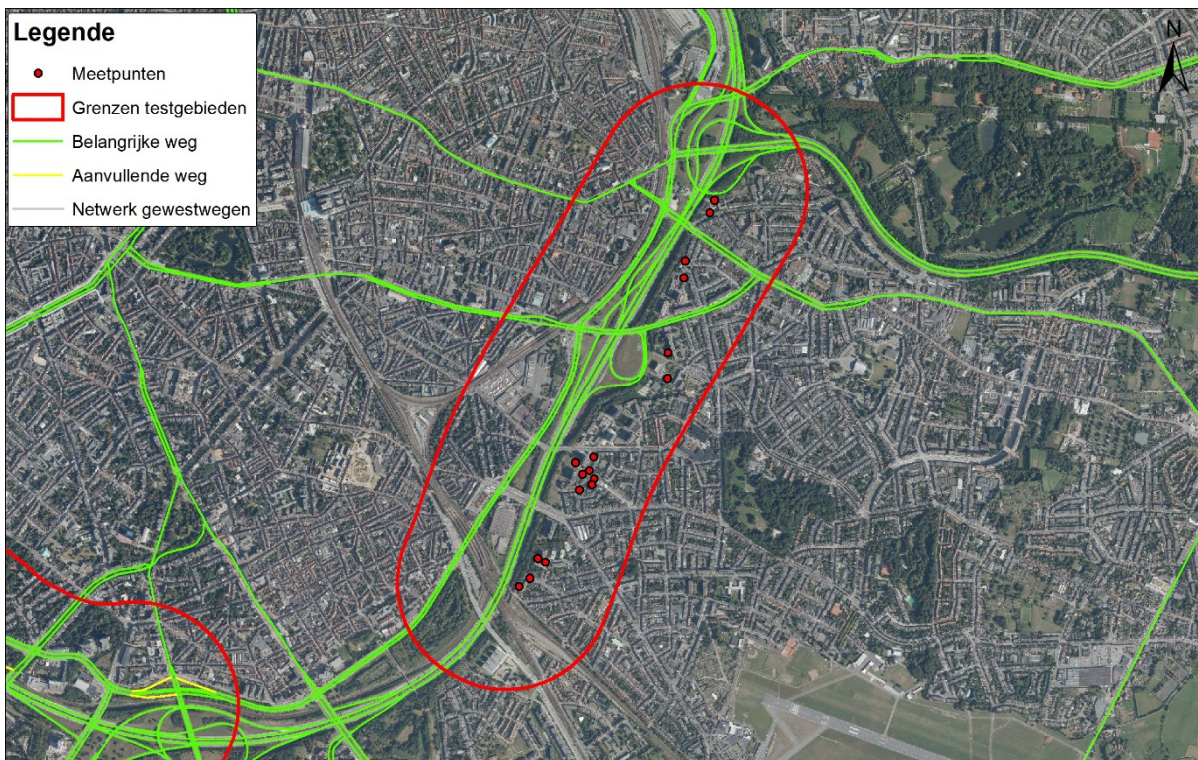 Legende
Meetpunten
Grenzen testgebieden
Belangrijke weg
Aanvullende weg
Netwerk gewestwegen
N